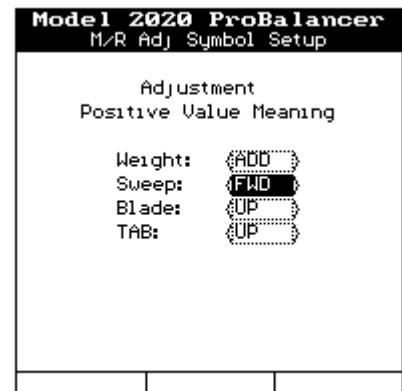 Model 2020 ProBalancer
M/R Adj Symbol Setup
Adjustment
Positive Value Meaning
Weight: ADD
Sweep: FWD
Blade: UP
TAB: UP